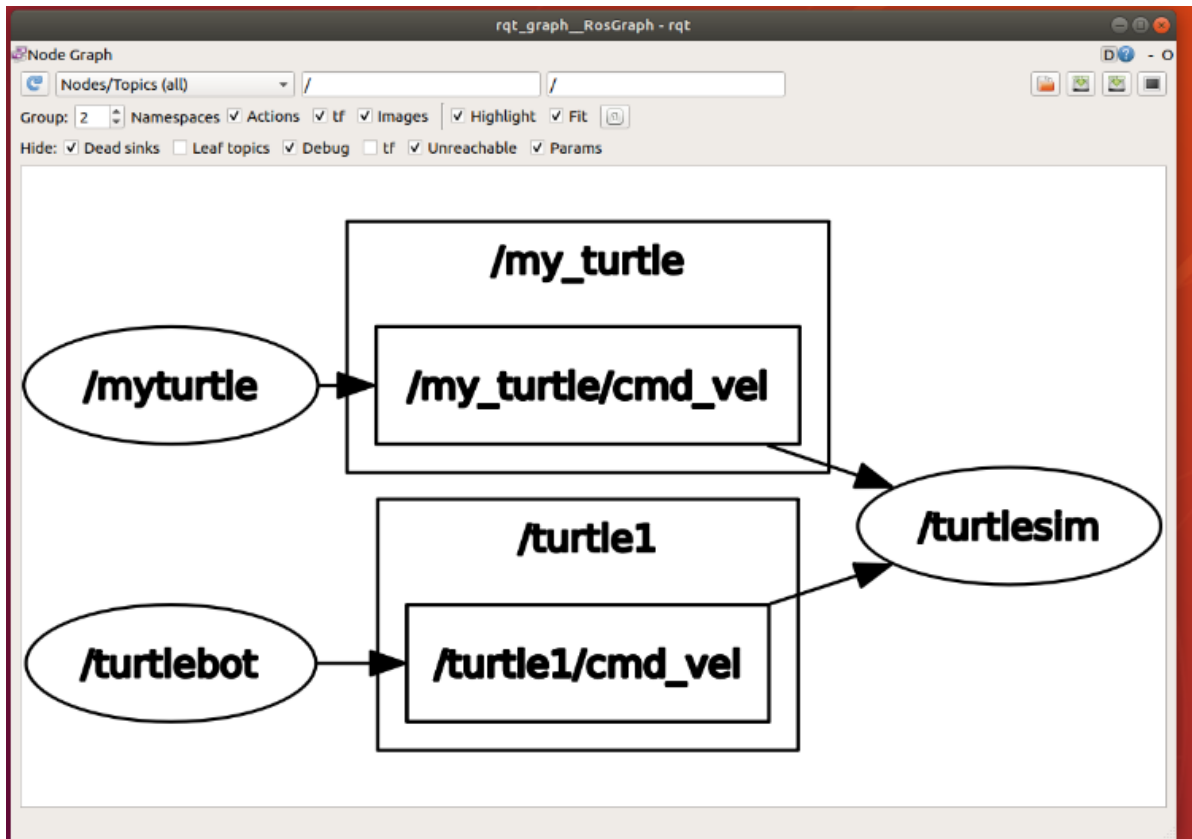 rqt_graph__RosGraph - rqt
Node Graph D ? - O
Nodes/Topics (all) / /
Group: 2 Namespaces Actions tf Images Highlight Fit
Hide: Dead sinks Leaf topics Debug tf Unreachable Params
/my_turtle
/myturtle /my_turtle/cmd_vel
/turtlesim
/turtle1
/turtlebot /turtle1/cmd_vel